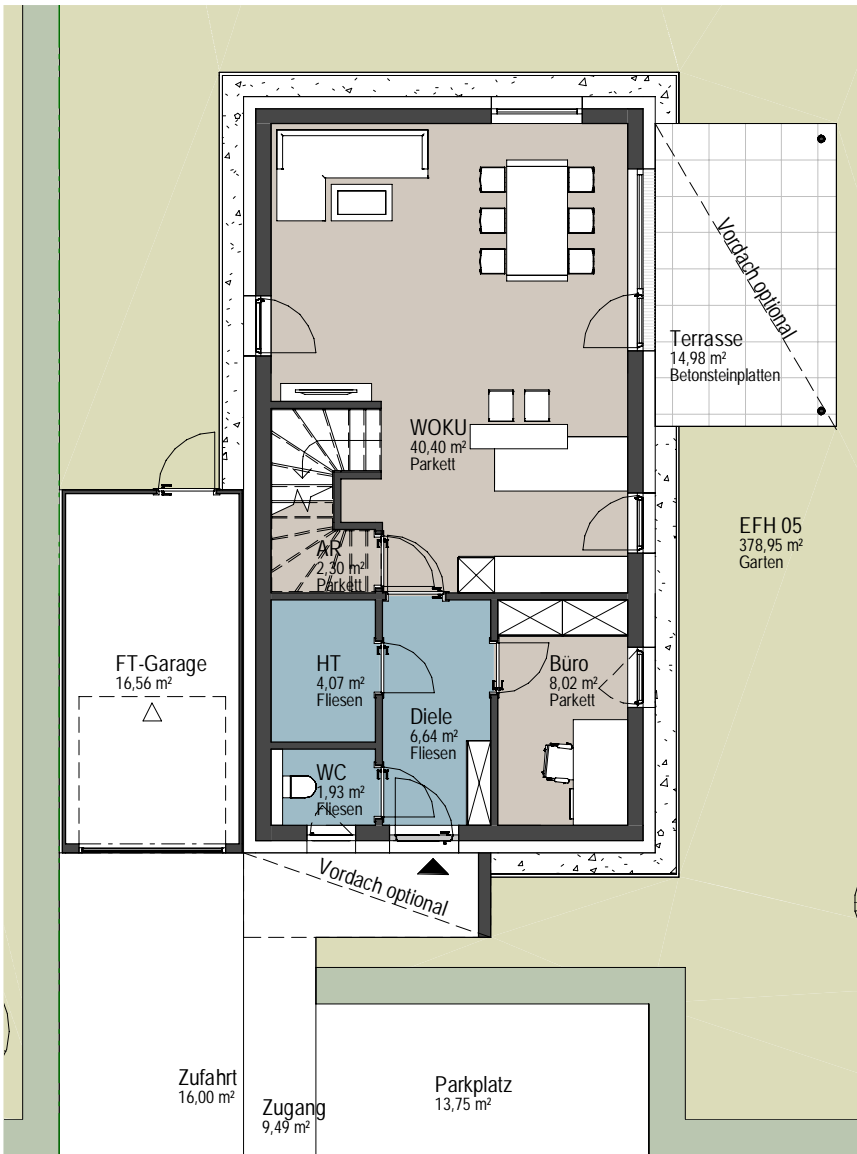 Vordach optional
Terrasse
14,98 m²
Betonsteinplatten
WOKU
40,40 m²
Parkett
EFH 05
378,95 m²
Garten
AR
2,30 m²
Parkett
FT-Garage
16,56 m²
HT
4,07 m²
Fliesen
Büro
8,02 m²
Parkett
Diele
6,64 m²
Fliesen
WC
1,93 m²
Fliesen
Vordach optional
Zufahrt
16,00 m²
Zugang
9,49 m²
Parkplatz
13,75 m²